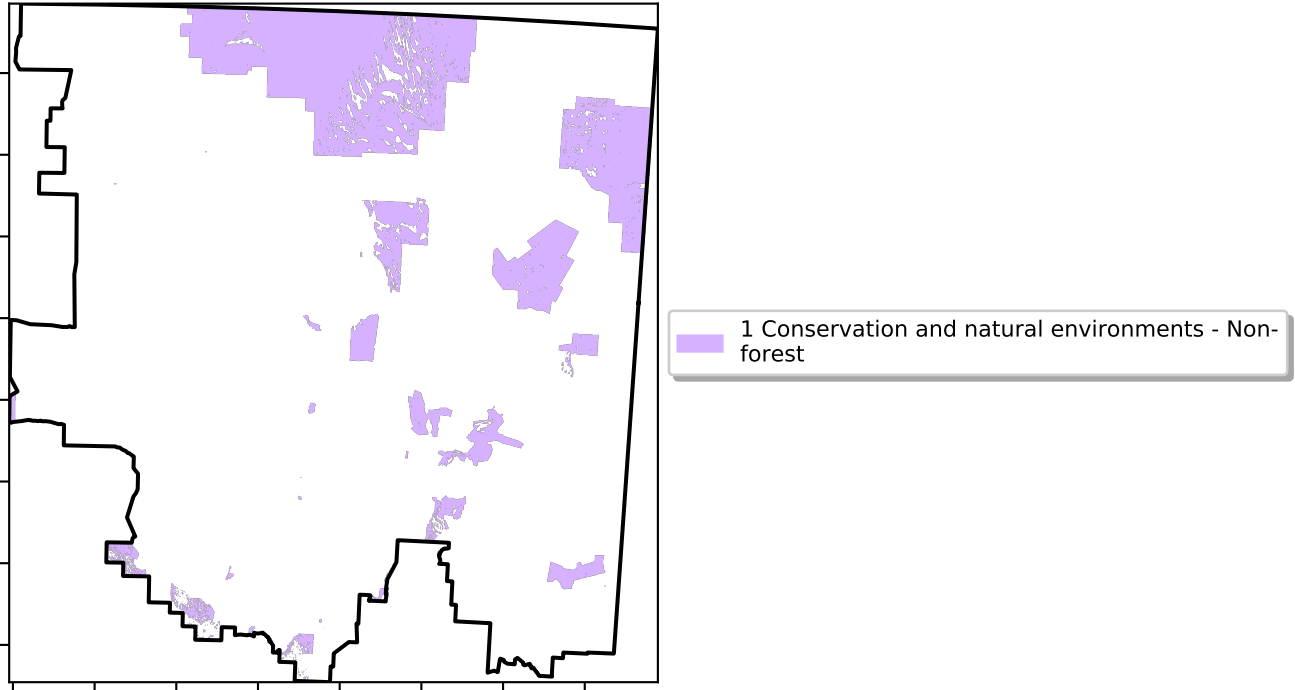 1 Conservation and natural environments - Non-
forest